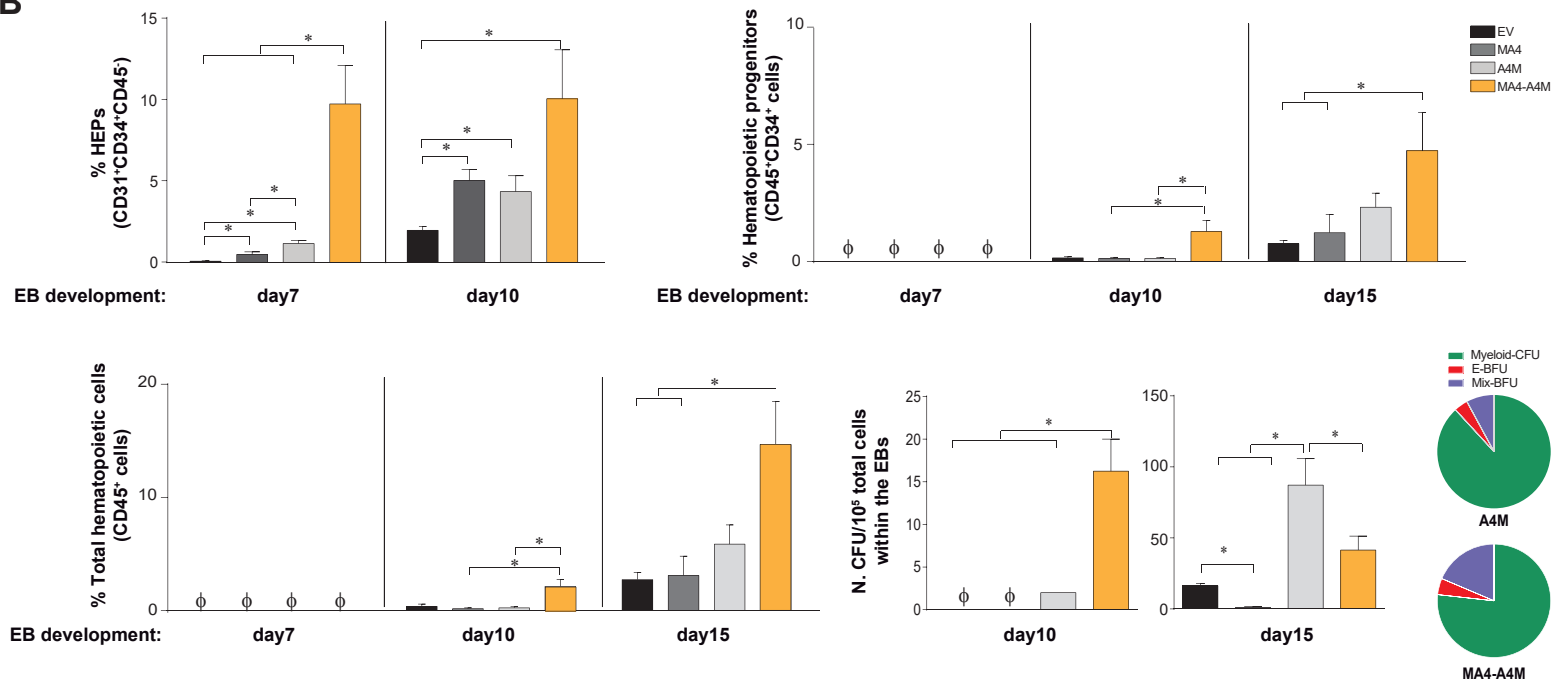 B
15
10
5
0
% HEPs
(CD31⁺CD34⁺CD45⁻)
*
*
*
*
*
*
*
EB development: day7 day10
10
5
0
% Hematopoietic progenitors
(CD45⁺CD34⁺ cells)
ϕ ϕ ϕ ϕ
*
*
*
EV
MA4
A4M
MA4-A4M
EB development: day7 day10 day15
20
10
0
% Total hematopoietic cells
(CD45⁺ cells)
ϕ ϕ ϕ ϕ
*
*
*
EB development: day7 day10 day15
N. CFU/10⁵ total cells
within the EBs
25
20
15
10
5
0
ϕ ϕ
*
day10
150
100
50
0
*
*
*
day15
Myeloid-CFU
E-BFU
Mix-BFU
A4M
MA4-A4M